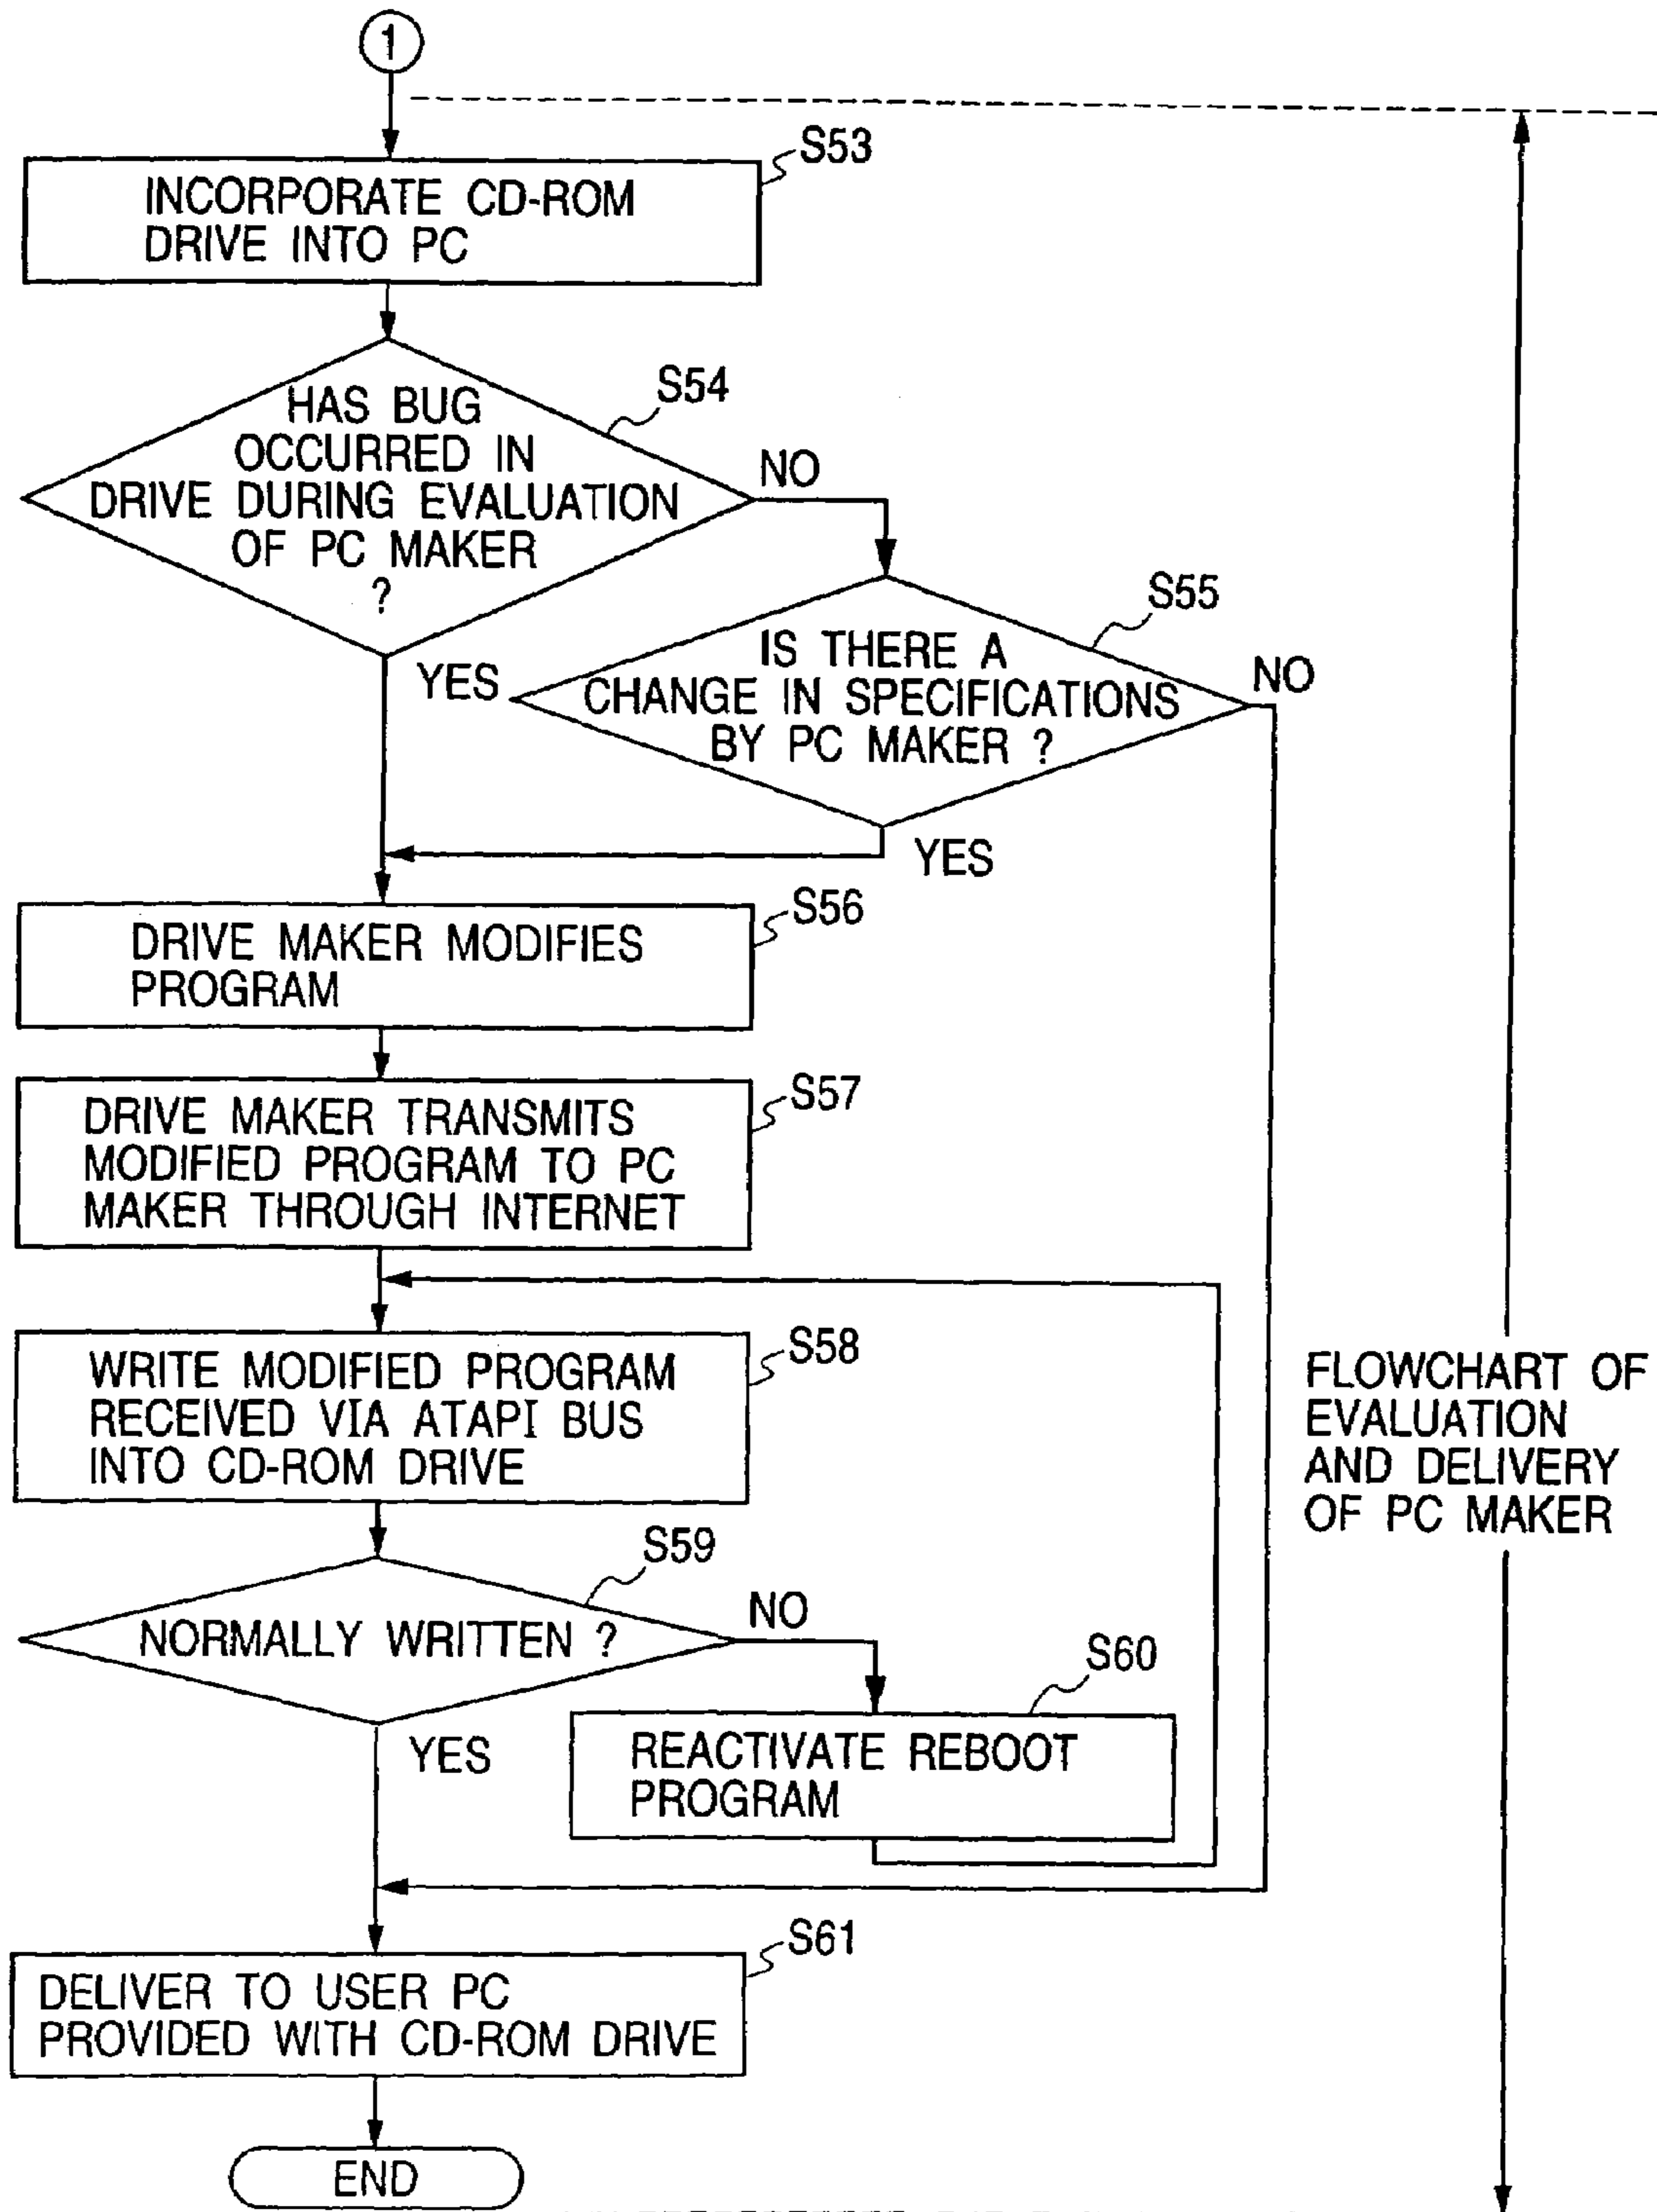 1
S53
INCORPORATE CD-ROM
DRIVE INTO PC
S54
HAS BUG
OCCURRED IN
DRIVE DURING EVALUATION
OF PC MAKER
?
NO
YES
S55
IS THERE A
CHANGE IN SPECIFICATIONS
BY PC MAKER ?
NO
YES
S56
DRIVE MAKER MODIFIES
PROGRAM
S57
DRIVE MAKER TRANSMITS
MODIFIED PROGRAM TO PC
MAKER THROUGH INTERNET
S58
WRITE MODIFIED PROGRAM
RECEIVED VIA ATAPI BUS
INTO CD-ROM DRIVE
FLOWCHART OF
EVALUATION
AND DELIVERY
OF PC MAKER
S59
NORMALLY WRITTEN ?
NO
YES
S60
REACTIVATE REBOOT
PROGRAM
S61
DELIVER TO USER PC
PROVIDED WITH CD-ROM DRIVE
END